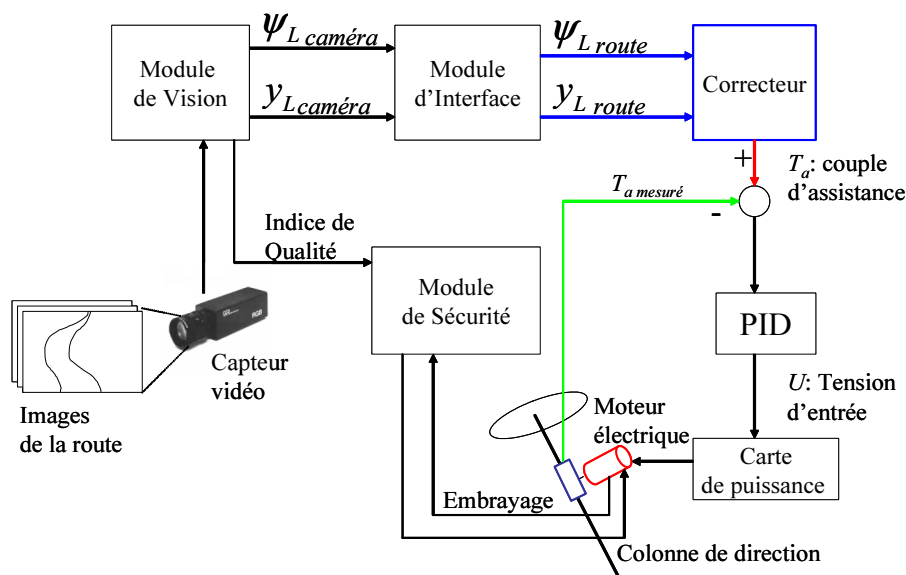 ψL caméra
ψL route
Module
de Vision
Module
d'Interface
Correcteur
yL caméra
yL route
+
Ta: couple
d'assistance
Ta mesuré
-
Indice de
Qualité
Module
de Sécurité
PID
RGB
Capteur
vidéo
U: Tension
d'entrée
Images
de la route
Moteur
électrique
Carte
de puissance
Embrayage
Colonne de direction